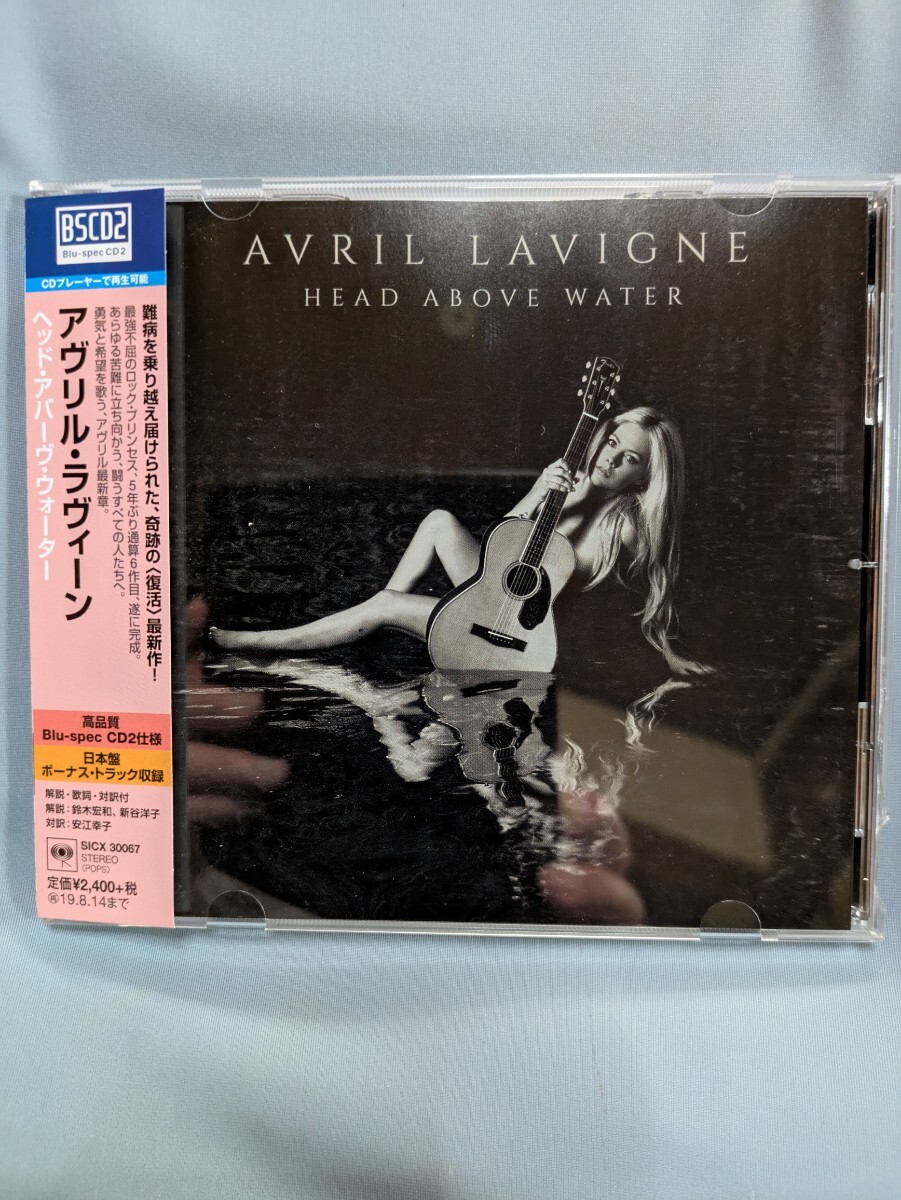 AVRIL LAVIGNE
HEAD ABOVE WATER
BSCD2
Blu-spec CD2
CDプレーヤーで再生可能
難病を乗り越え届けられた、奇跡の〈復活〉最新作！
最強不屈のロック・プリンセス、5年ぶり通算6作目、遂に完成。
あらゆる苦難に立ち向かう、闘うすべての人たちへ。
勇気と希望を歌う、アヴリル最新章。
アヴリル・ラヴィーン
ヘッド・アバーヴ・ウォーター
高品質
Blu-spec CD2仕様
日本盤
ボーナス・トラック収録
解説・歌詞・対訳付
解説:鈴木宏和、新谷洋子
対訳:安江幸子
SICX 30067
STEREO
(POPS)
定価¥2,400+税
㋐19.8.14まで